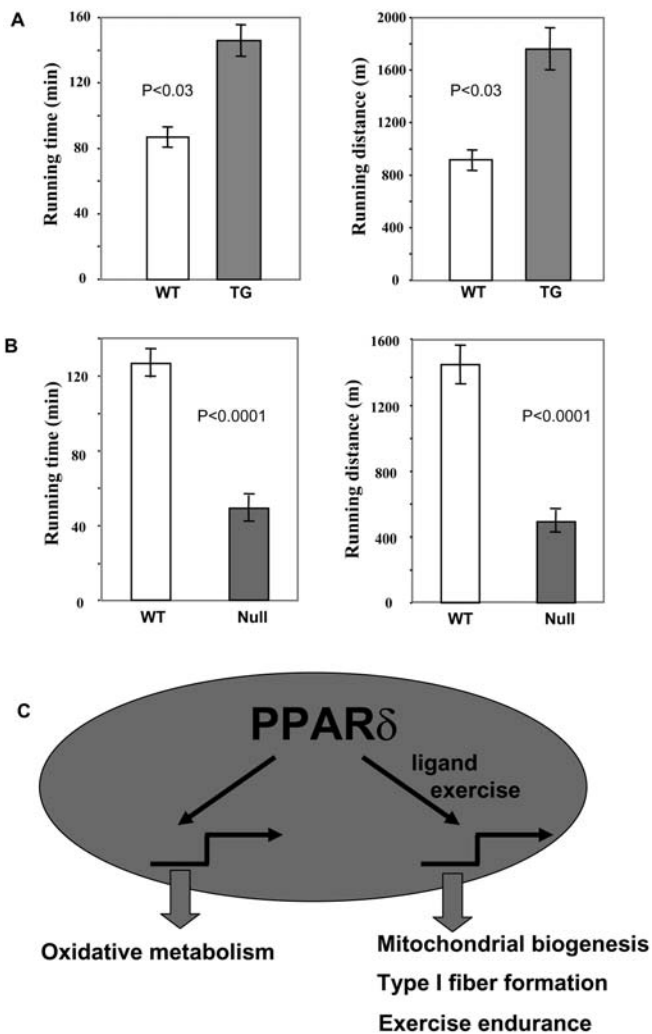 A
Running time (min)
160
120
80
40
0
P<0.03
WT TG
Running distance (m)
2000
1600
1200
800
400
0
P<0.03
WT TG
B
Running time (min)
120
80
40
0
P<0.0001
WT Null
Running distance (m)
1600
1400
800
400
0
P<0.0001
WT Null
C
PPARδ
ligand
exercise
Oxidative metabolism
Mitochondrial biogenesis
Type I fiber formation
Exercise endurance